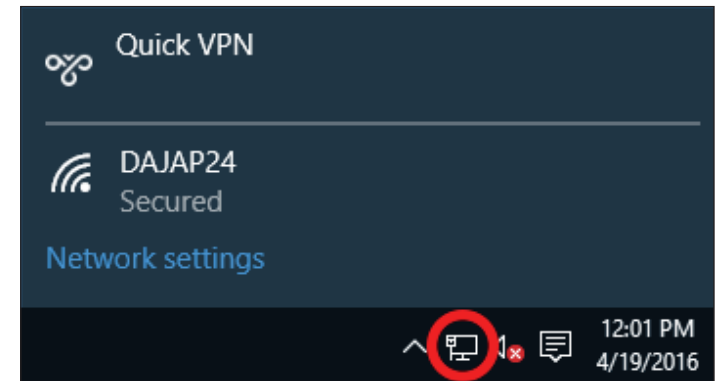 Quick VPN
DAJAP24
Secured
Network settings
12:01 PM
4/19/2016